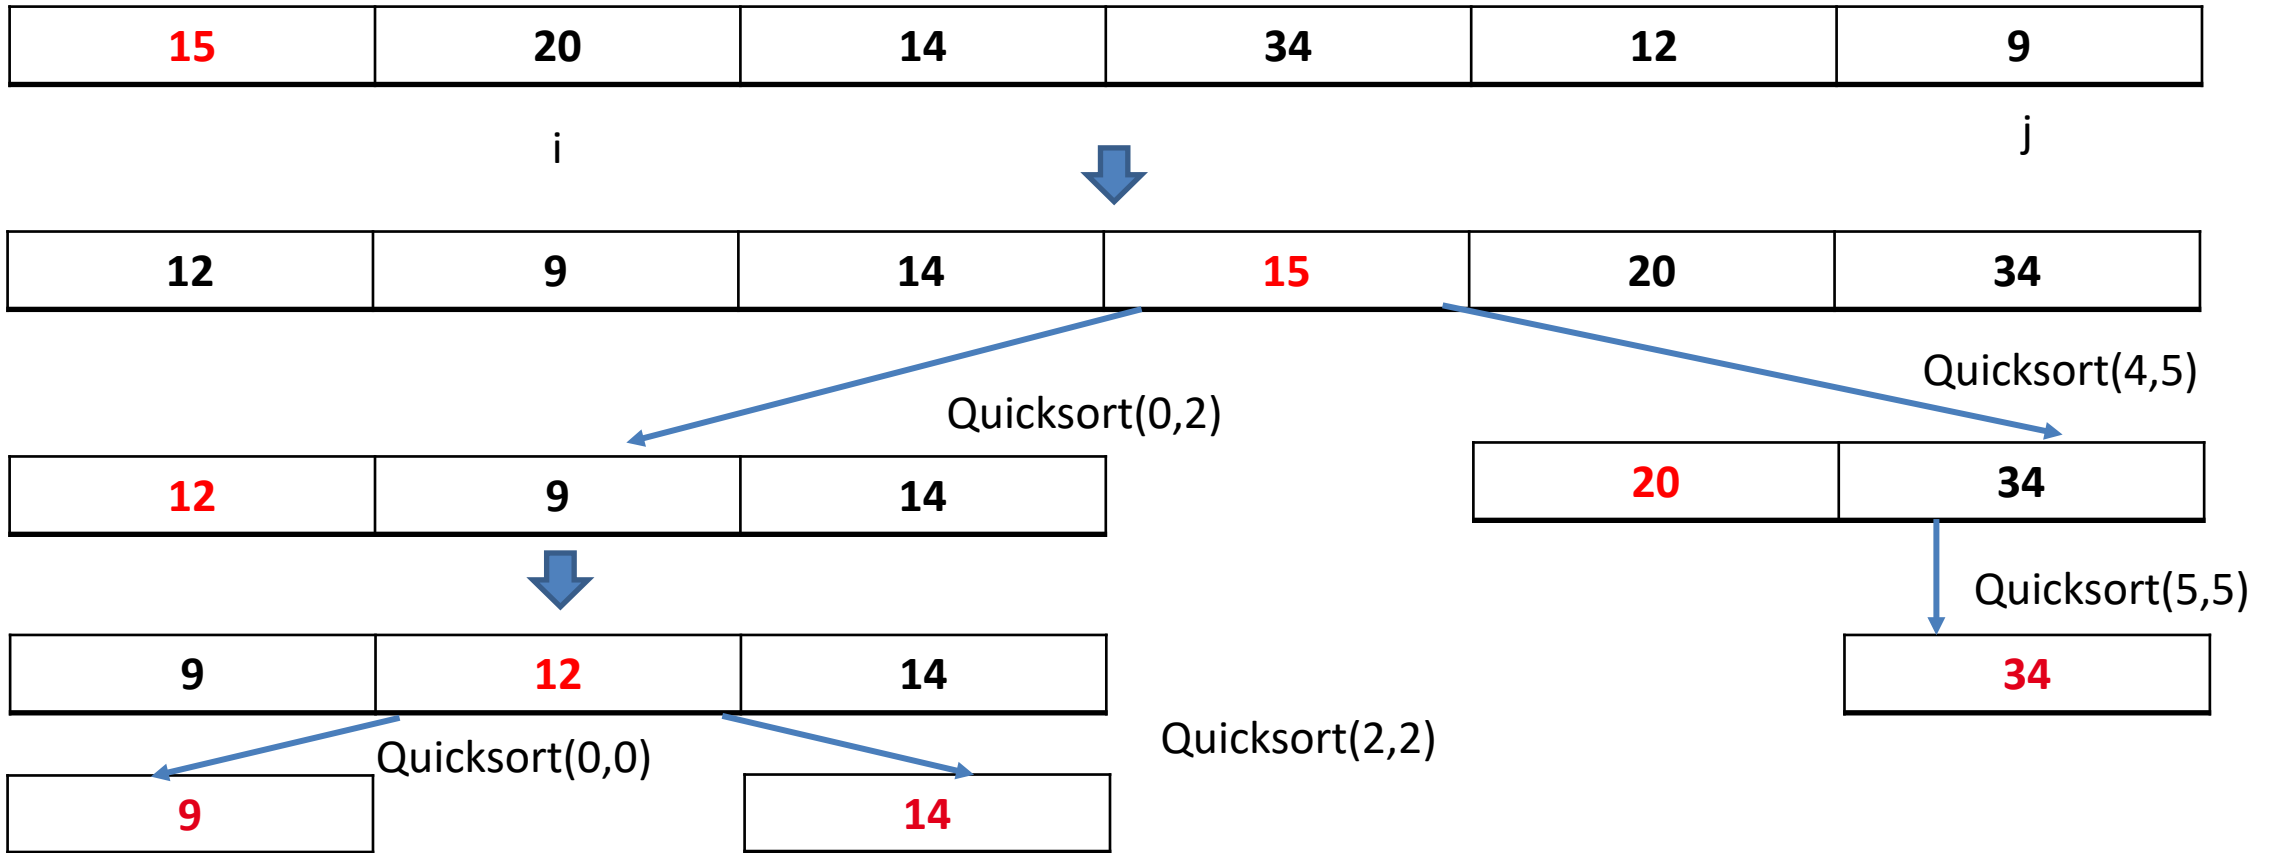 15 20 14 34 12 9
i j
12 9 14 15 20 34
Quicksort(4,5)
Quicksort(0,2)
12 9 14 20 34
Quicksort(5,5)
9 12 14 34
Quicksort(0,0) Quicksort(2,2)
9 14